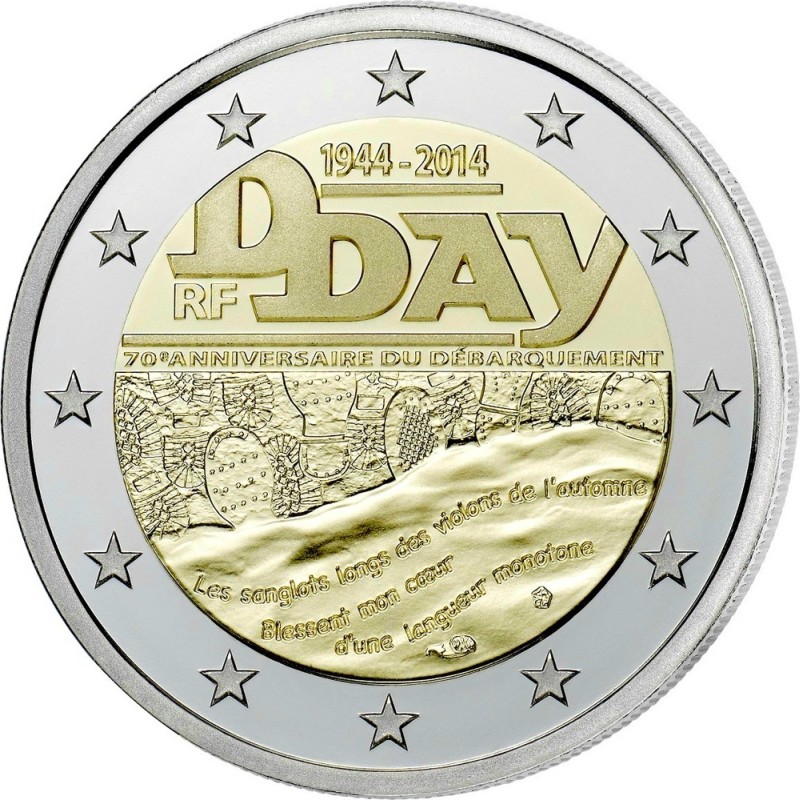 1944-2014
D DAY
RF
70e ANNIVERSAIRE DU DÉBARQUEMENT
Les sanglots longs des violons de l'automne
Blessent mon cœur
d'une langueur monotone